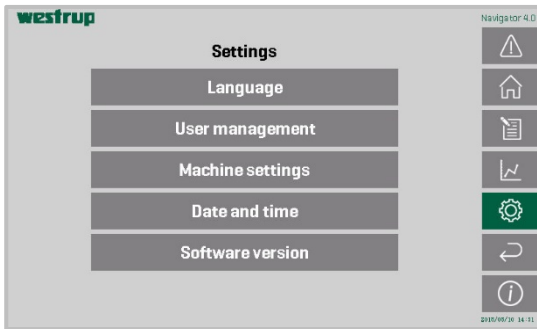 westrup
Navigator 4.0
Settings
Language
User management
Machine settings
Date and time
Software version